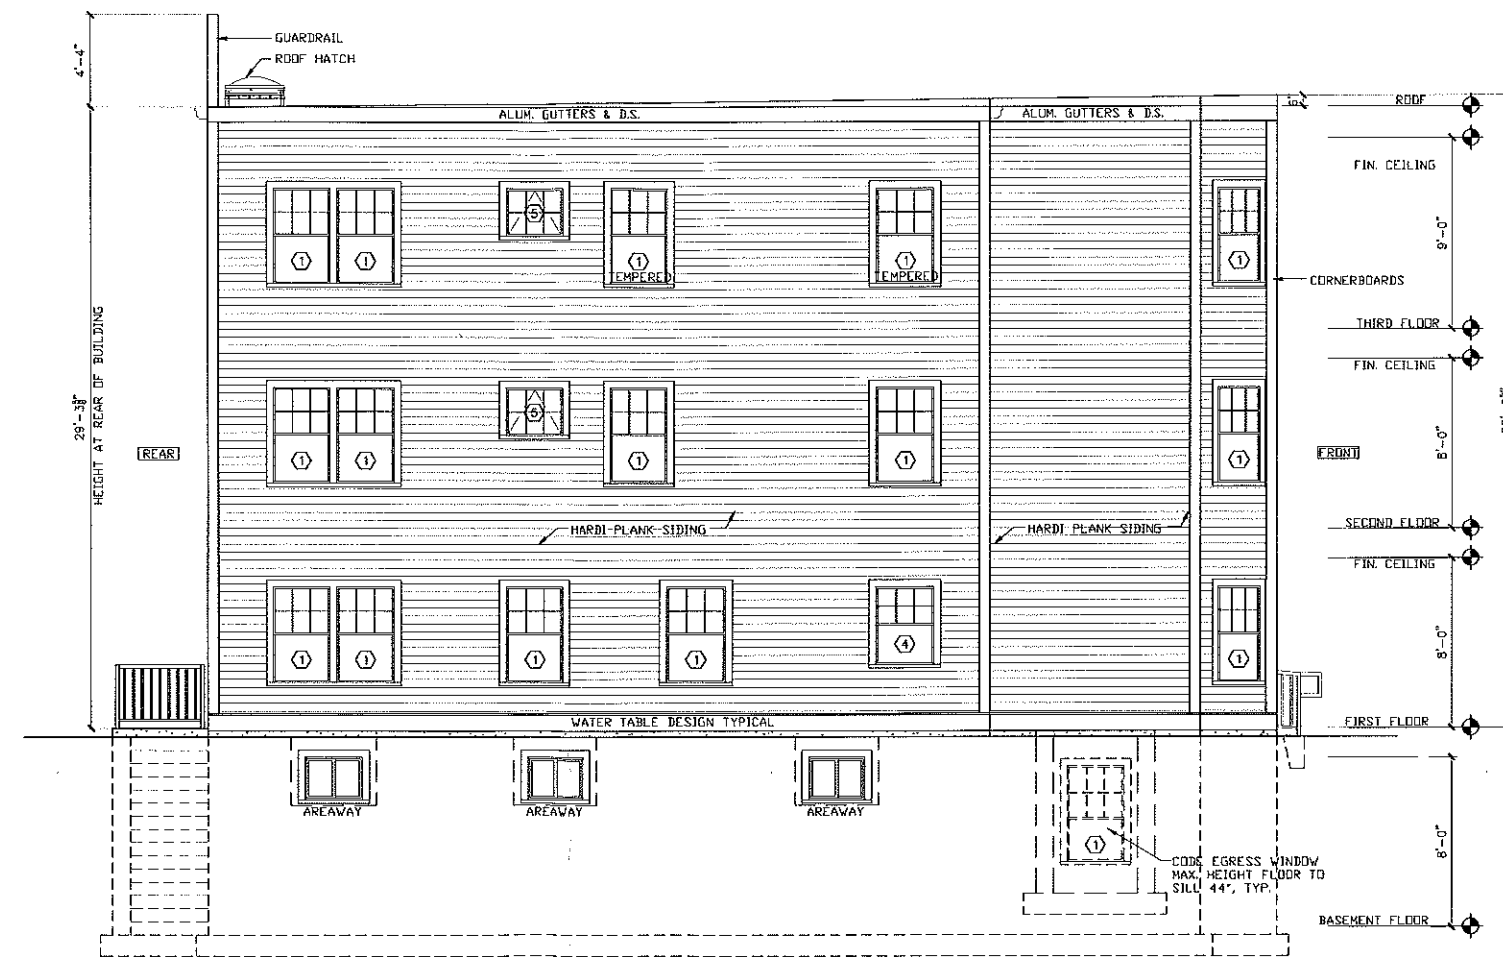 GUARDRAIL
ROOF HATCH
4'-4"
ALUM. GUTTERS & D.S.
ALUM. GUTTERS & D.S.
6"
ROOF
FIN. CEILING
5
1
1
1
TEMPERED
1
TEMPERED
1
9'-0"
CORNERBOARDS
THIRD FLOOR
FIN. CEILING
HEIGHT AT REAR OF BUILDING
5
1
1
1
1
1
8'-0"
REAR
FRONT
HARDI-PLANK SIDING
HARDI PLANK SIDING
SECOND FLOOR
FIN. CEILING
1
1
1
1
4
1
8'-0"
WATER TABLE DESIGN TYPICAL
FIRST FLOOR
AREAWAY
AREAWAY
AREAWAY
1
8'-0"
CODE EGRESS WINDOW
MAX. HEIGHT FLOOR TO
SILL 44", TYP.
BASEMENT FLOOR